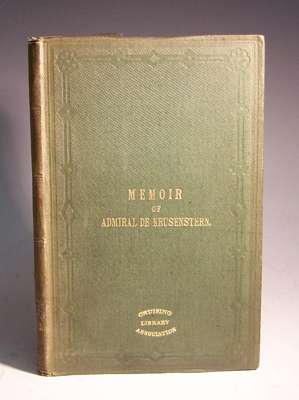 MEMOIR
OF
ADMIRAL DE KRUSENSTERN.
CRUISING
LIBRARY
ASSOCIATION